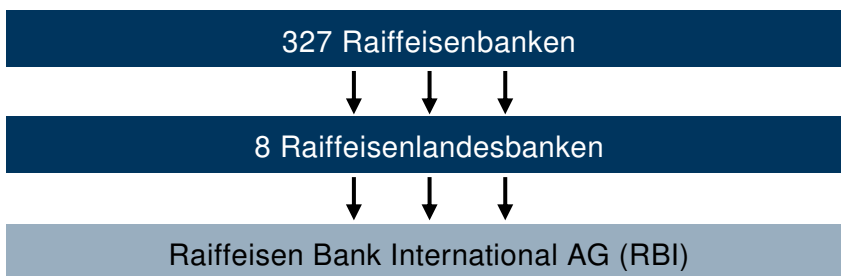 327 Raiffeisenbanken
8 Raiffeisenlandesbanken
Raiffeisen Bank International AG (RBI)